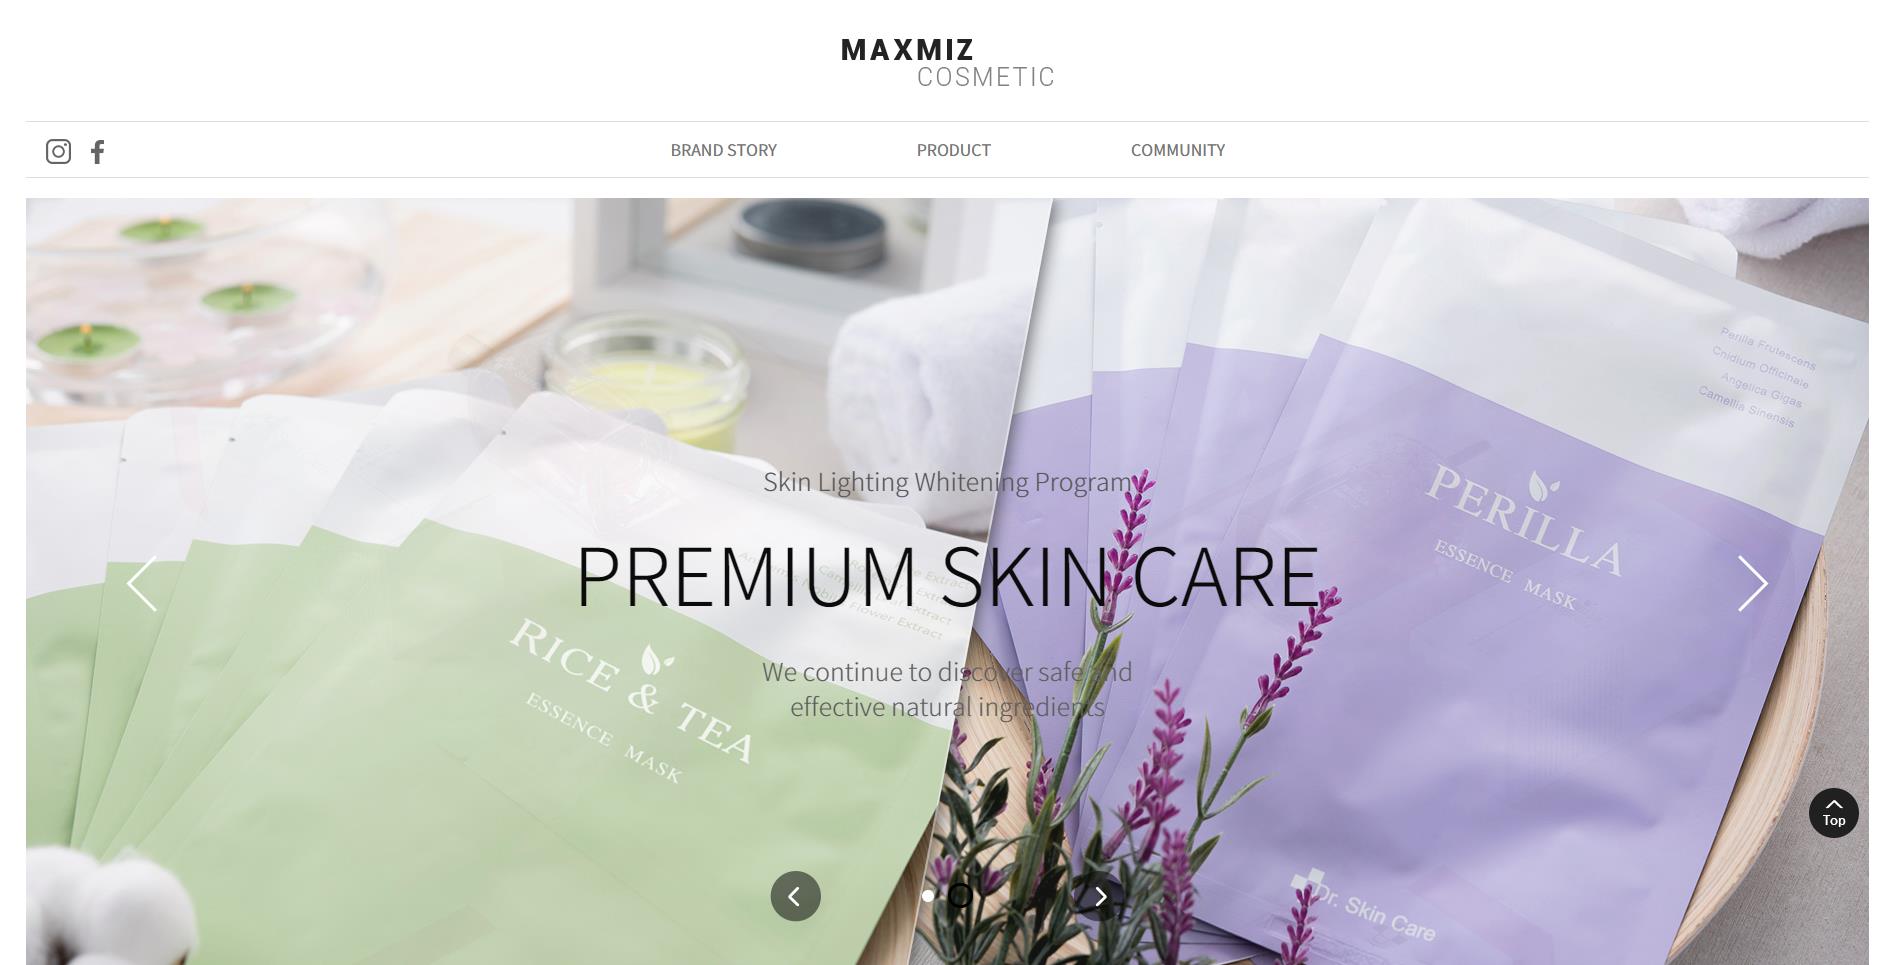 MAXMIZ
COSMETIC
BRAND STORY
PRODUCT
COMMUNITY
Perilla Frutescens
Cnidium Officinale
Angelica Gigas
Camellia Sinensis
Skin Lighting Whitening Program
PERILLA
ESSENCE MASK
PREMIUM SKIN CARE
Flower Extract
RICE & TEA
ESSENCE MASK
We continue to discover safe and
effective natural ingredients
Top
Dr. Skin Care